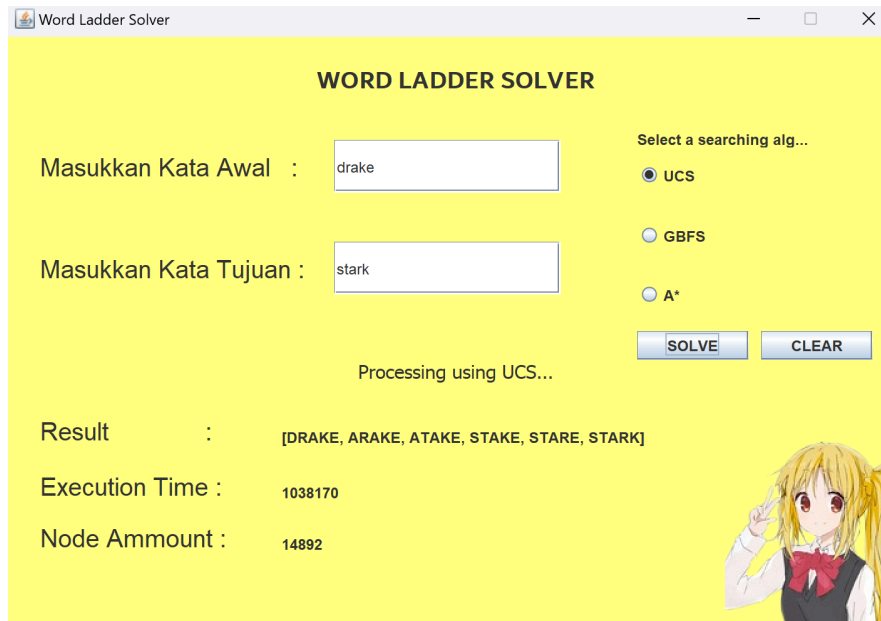 Word Ladder Solver
WORD LADDER SOLVER
Masukkan Kata Awal :
drake
Masukkan Kata Tujuan :
stark
Select a searching alg...
UCS
GBFS
A*
SOLVE
CLEAR
Processing using UCS...
Result :
[DRAKE, ARAKE, ATAKE, STAKE, STARE, STARK]
Execution Time :
1038170
Node Ammount :
14892